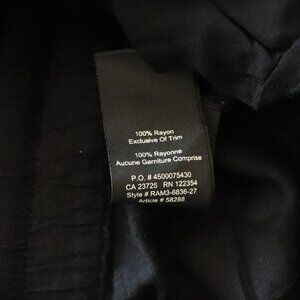 100% Rayon
Exclusive Of Trim
100% Rayonne
Aucune Garniture Comprise
P.O. # 4500075430
CA 23725 RN 122354
Style # RAM3-6836-27
Article # 58288